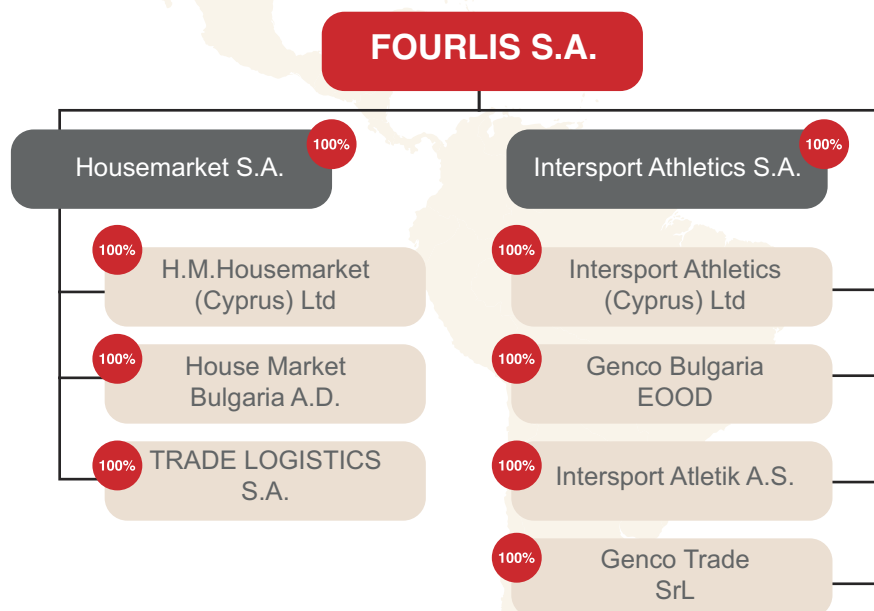 FOURLIS S.A.
100%
Housemarket S.A.
100%
H.M.Housemarket
(Cyprus) Ltd
100%
House Market
Bulgaria A.D.
100%
TRADE LOGISTICS
S.A.
100%
Intersport Athletics S.A.
100%
Intersport Athletics
(Cyprus) Ltd
100%
Genco Bulgaria
EOOD
100%
Intersport Atletik A.S.
100%
Genco Trade
SrL